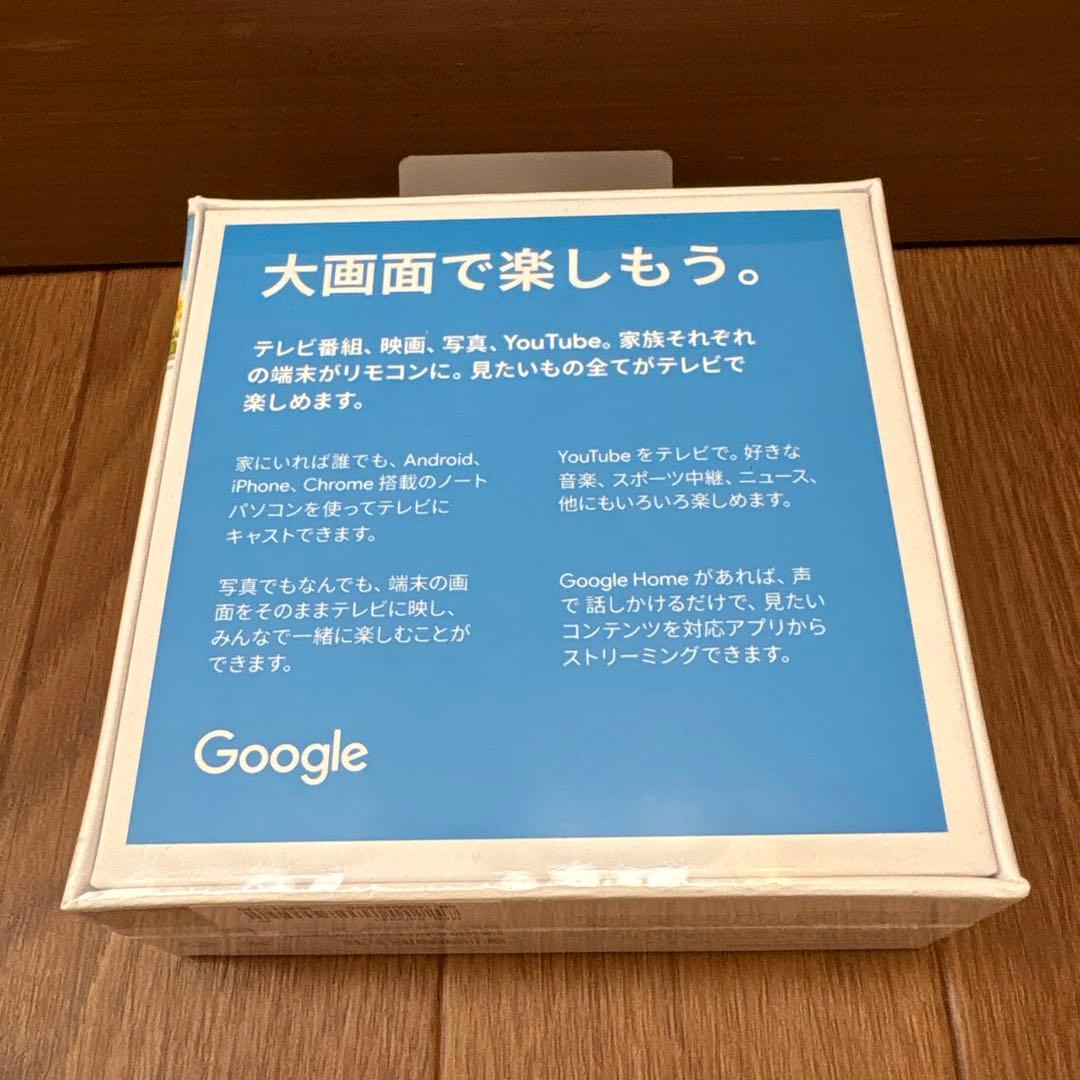 大画面で楽しもう。
テレビ番組、映画、写真、YouTube。家族それぞれ
の端末がリモコンに。見たいもの全てがテレビで
楽しめます。
家にいれば誰でも、Android、
iPhone、Chrome 搭載のノート
パソコンを使ってテレビに
キャストできます。
写真でもなんでも、端末の画
面をそのままテレビに映し、
みんなで一緒に楽しむことが
できます。
YouTube をテレビで。好きな
音楽、スポーツ中継、ニュース、
他にもいろいろ楽しめます。
Google Home があれば、声
で 話しかけるだけで、見たい
コンテンツを対応アプリから
ストリーミングできます。
Google